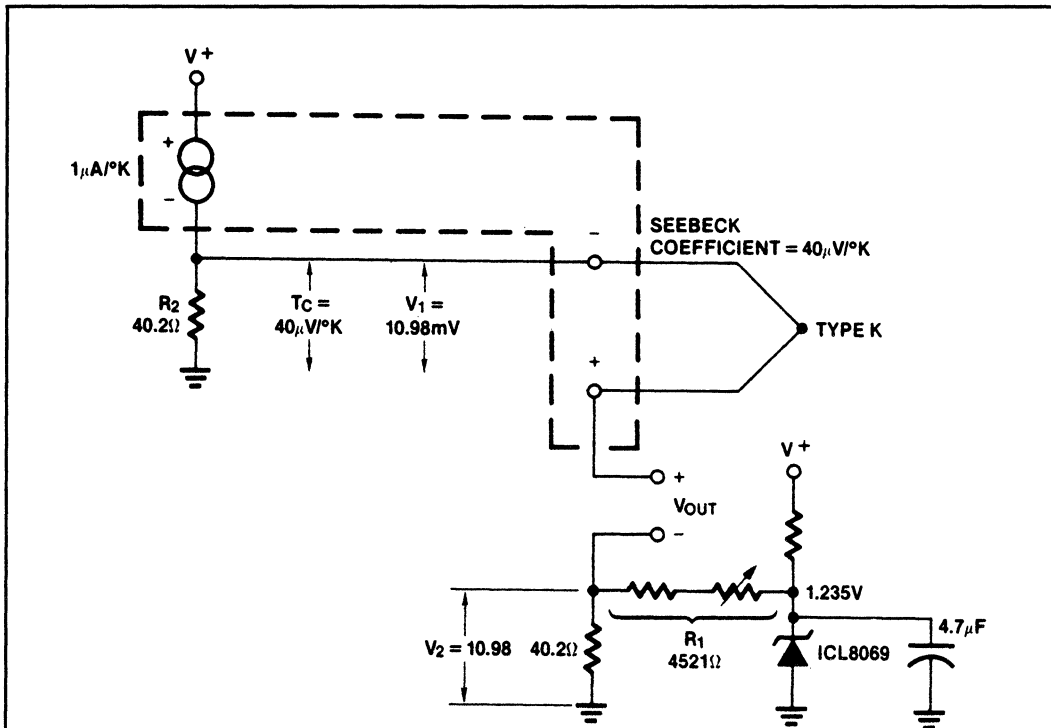 V+
+
1μA/°K
−
SEEBECK
COEFFICIENT = 40μV/°K
−
R2
40.2Ω
TC =
40μV/°K
V1 =
10.98mV
TYPE K
+
V+
+
VOUT
−
1.235V
4.7μF
V2 = 10.98
40.2Ω
R1
4521Ω
ICL8069